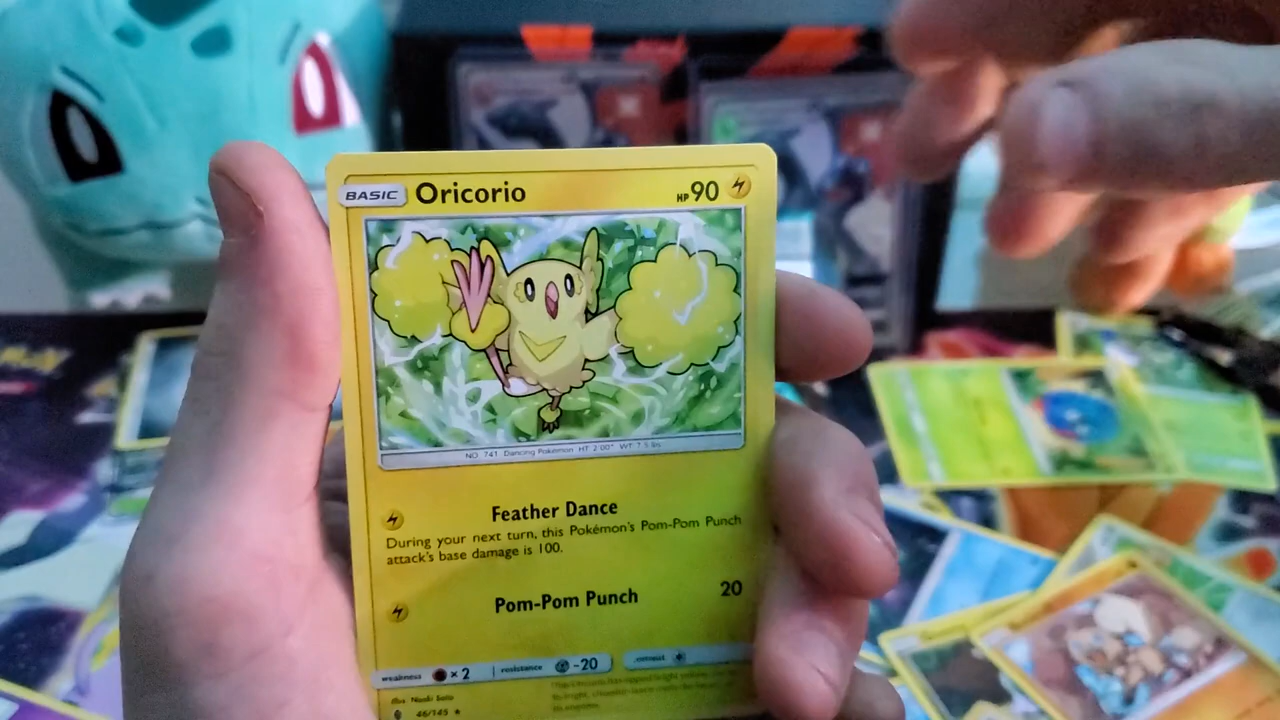 BASIC Oricorio HP 90
NO. 741 Dancing Pokémon HT 2'00" WT 7.5 lbs
Feather Dance
During your next turn, this Pokémon's Pom-Pom Punch
attack's base damage is 100.
Pom-Pom Punch 20
weakness × 2 resistance -20
Illus. Naoki Saito
46/145